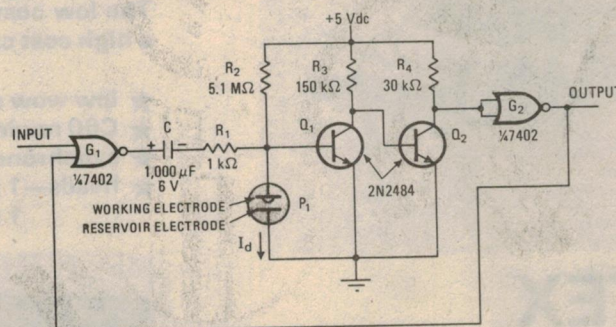 +5 Vdc
R2
5.1 MΩ
R3
150 kΩ
R4
30 kΩ
INPUT
G1
¼7402
+
C
−
1,000 μF
6 V
R1
1 kΩ
Q1
Q2
2N2484
G2
¼7402
OUTPUT
WORKING ELECTRODE
RESERVOIR ELECTRODE
P1
Id